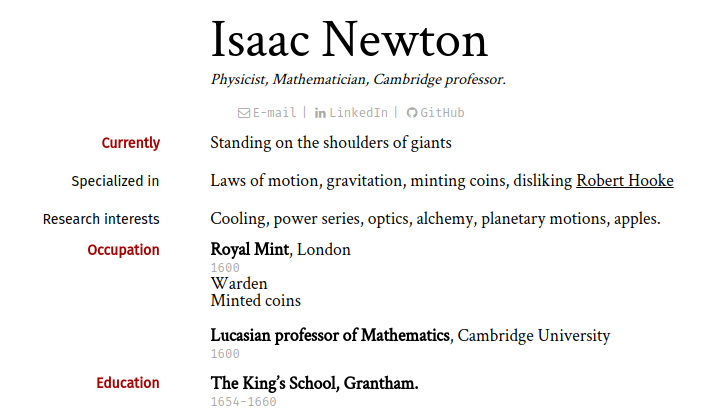 Isaac Newton
Physicist, Mathematician, Cambridge professor.
E-mail | LinkedIn | GitHub
Currently Standing on the shoulders of giants
Specialized in Laws of motion, gravitation, minting coins, disliking Robert Hooke
Research interests Cooling, power series, optics, alchemy, planetary motions, apples.
Occupation Royal Mint, London
1600
Warden
Minted coins
Lucasian professor of Mathematics, Cambridge University
1600
Education The King’s School, Grantham.
1654-1660